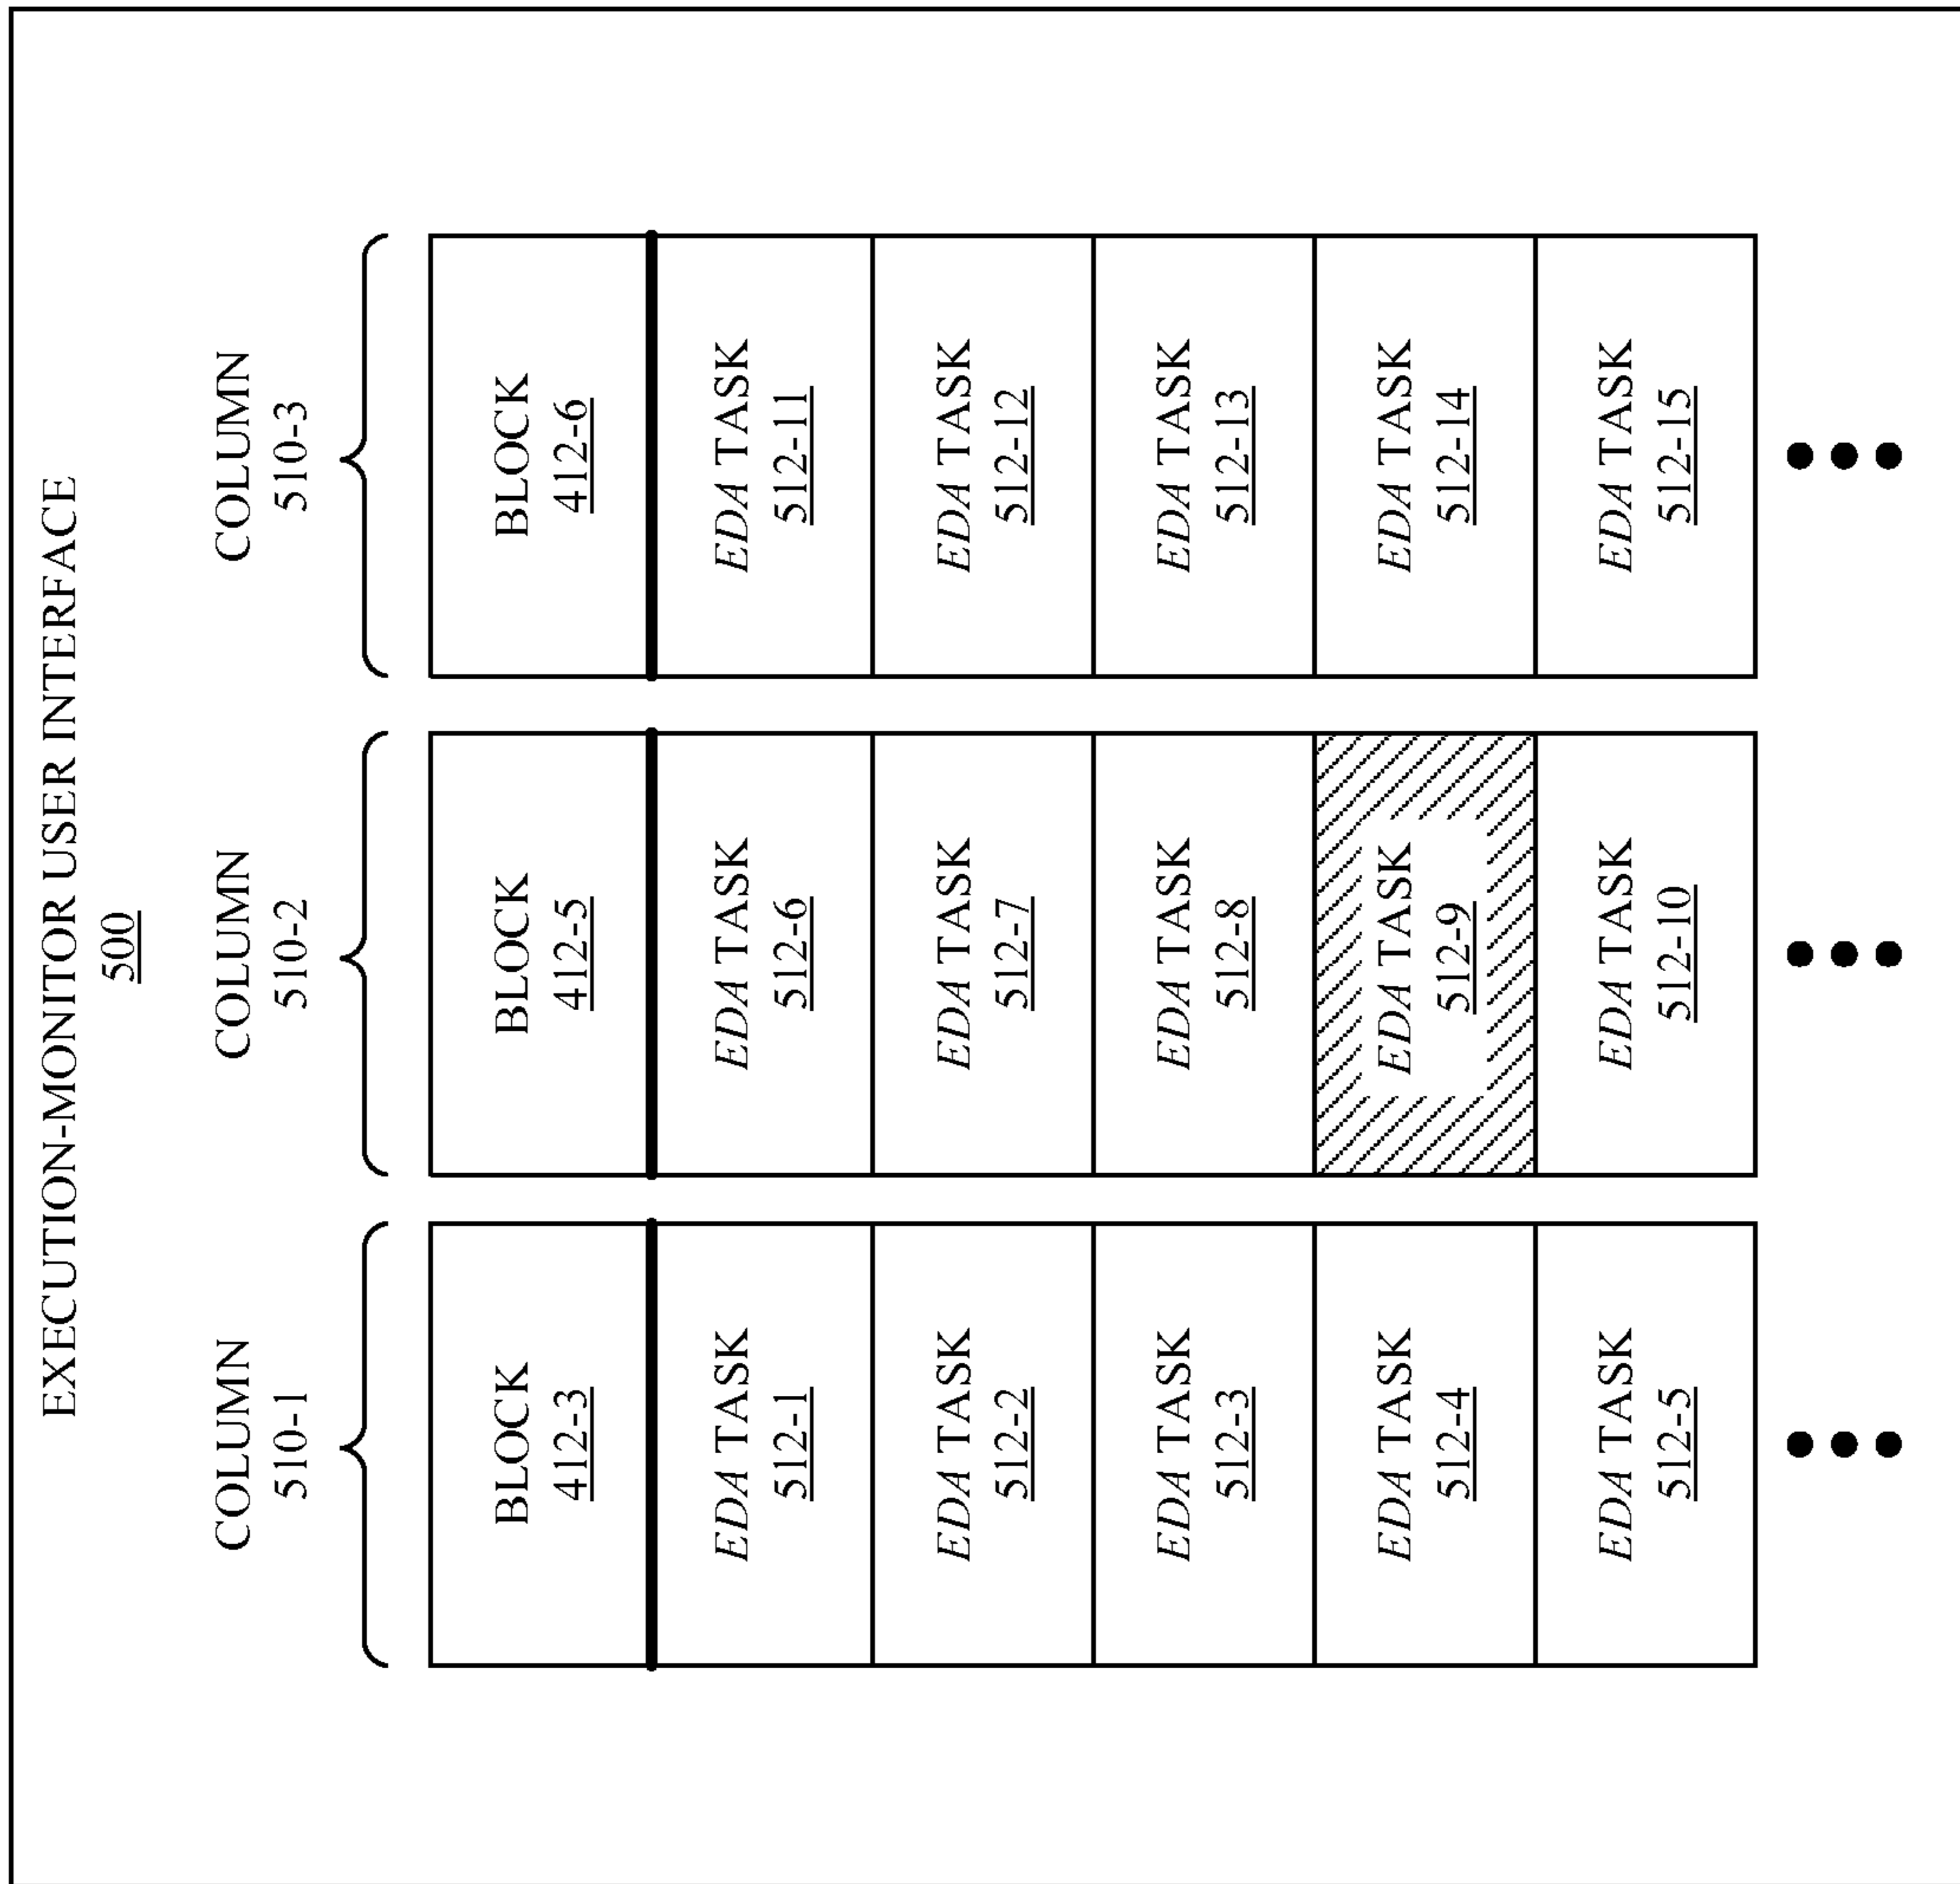 EXECUTION-MONITOR USER INTERFACE
500
COLUMN
510-1
BLOCK
412-3
EDA TASK
512-1
EDA TASK
512-2
EDA TASK
512-3
EDA TASK
512-4
EDA TASK
512-5
COLUMN
510-2
BLOCK
412-5
EDA TASK
512-6
EDA TASK
512-7
EDA TASK
512-8
EDA TASK
512-9
EDA TASK
512-10
COLUMN
510-3
BLOCK
412-6
EDA TASK
512-11
EDA TASK
512-12
EDA TASK
512-13
EDA TASK
512-14
EDA TASK
512-15